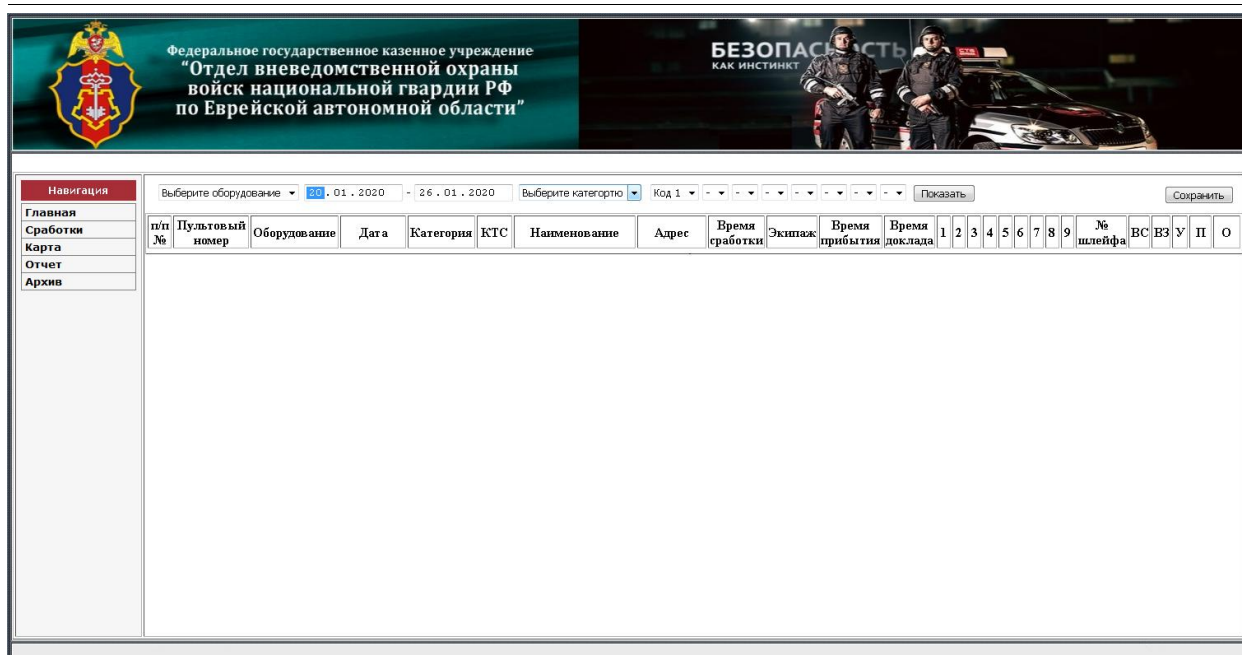 Федеральное государственное казенное учреждение
“Отдел вневедомственной охраны
войск национальной гвардии РФ
по Еврейской автономной области”
БЕЗОПАСНОСТЬ
КАК ИНСТИНКТ
Навигация
Главная
Сработки
Карта
Отчет
Архив
Выберите оборудование 20 . 01 . 2020 - 26 . 01 . 2020 Выберите категортю Код 1 - - - - - - - - Показать Сохранить
п/п № Пультовый номер Оборудование Дата Категория КТС Наименование Адрес Время сработки Экипаж Время прибытия Время доклада 1 2 3 4 5 6 7 8 9 № шлейфа ВС ВЗ У П О